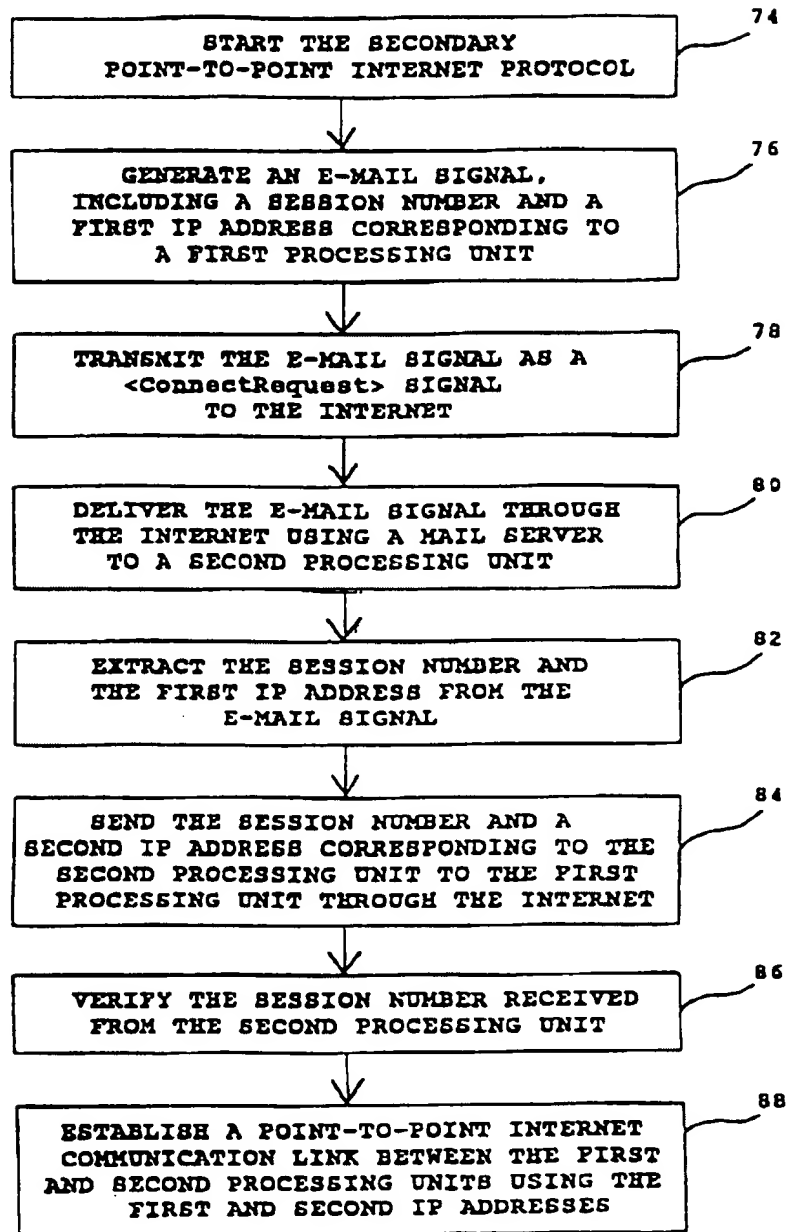 74
START THE SECONDARY
POINT-TO-POINT INTERNET PROTOCOL
76
GENERATE AN E-MAIL SIGNAL,
INCLUDING A SESSION NUMBER AND A
FIRST IP ADDRESS CORRESPONDING TO
A FIRST PROCESSING UNIT
78
TRANSMIT THE E-MAIL SIGNAL AS A
<ConnectRequest> SIGNAL
TO THE INTERNET
80
DELIVER THE E-MAIL SIGNAL THROUGH
THE INTERNET USING A MAIL SERVER
TO A SECOND PROCESSING UNIT
82
EXTRACT THE SESSION NUMBER AND
THE FIRST IP ADDRESS FROM THE
E-MAIL SIGNAL
84
SEND THE SESSION NUMBER AND A
SECOND IP ADDRESS CORRESPONDING TO THE
SECOND PROCESSING UNIT TO THE FIRST
PROCESSING UNIT THROUGH THE INTERNET
86
VERIFY THE SESSION NUMBER RECEIVED
FROM THE SECOND PROCESSING UNIT
88
ESTABLISH A POINT-TO-POINT INTERNET
COMMUNICATION LINK BETWEEN THE FIRST
AND SECOND PROCESSING UNITS USING THE
FIRST AND SECOND IP ADDRESSES